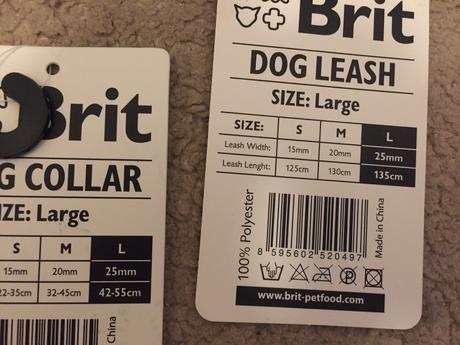 Brit
G COLLAR
ZE: Large
S M L
15mm 20mm 25mm
22-35cm 32-45cm 42-55cm
China
Brit
DOG LEASH
SIZE: Large
SIZE: S M L
Leash Width: 15mm 20mm 25mm
Leash Lenght: 125cm 130cm 135cm
100% Polyester
8 595602 520497
Made in China
www.brit-petfood.com